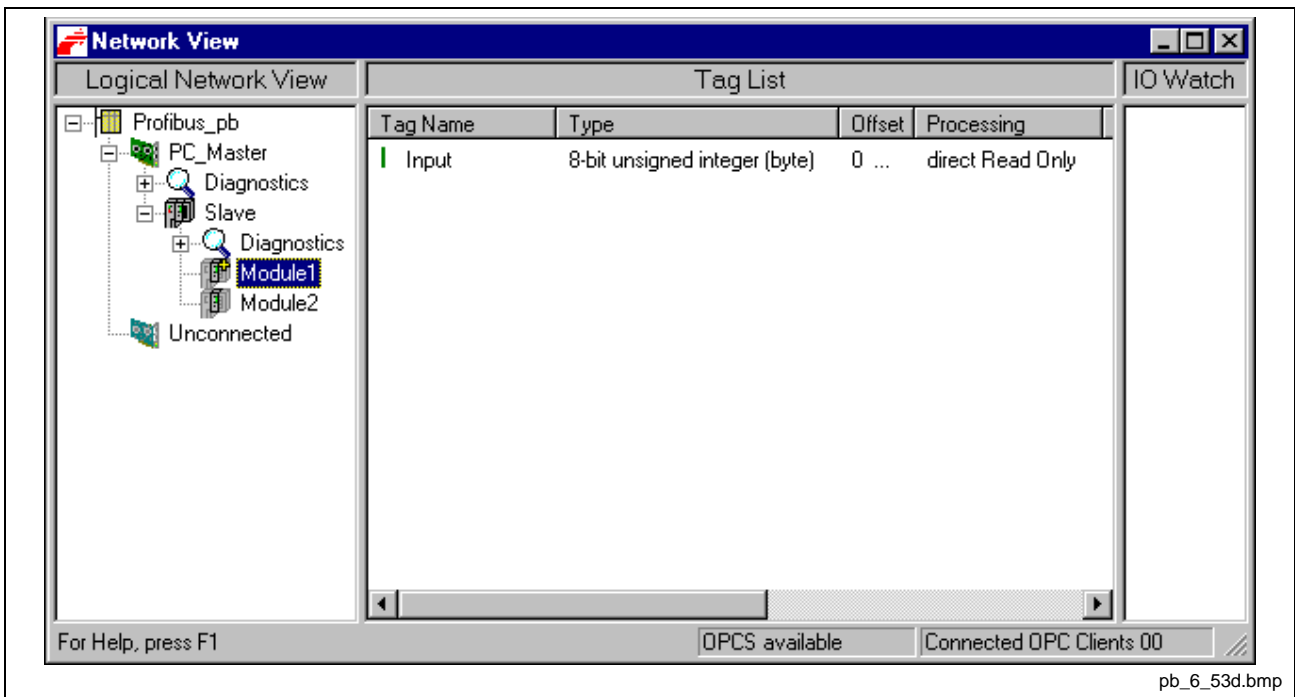 Network View
Logical Network View
Tag List
IO Watch
Profibus_pb
PC_Master
Diagnostics
Slave
Diagnostics
Module1
Module2
Unconnected
Tag Name Type Offset Processing
Input 8-bit unsigned integer (byte) 0 ... direct Read Only
For Help, press F1
OPCS available
Connected OPC Clients 00
pb_6_53d.bmp